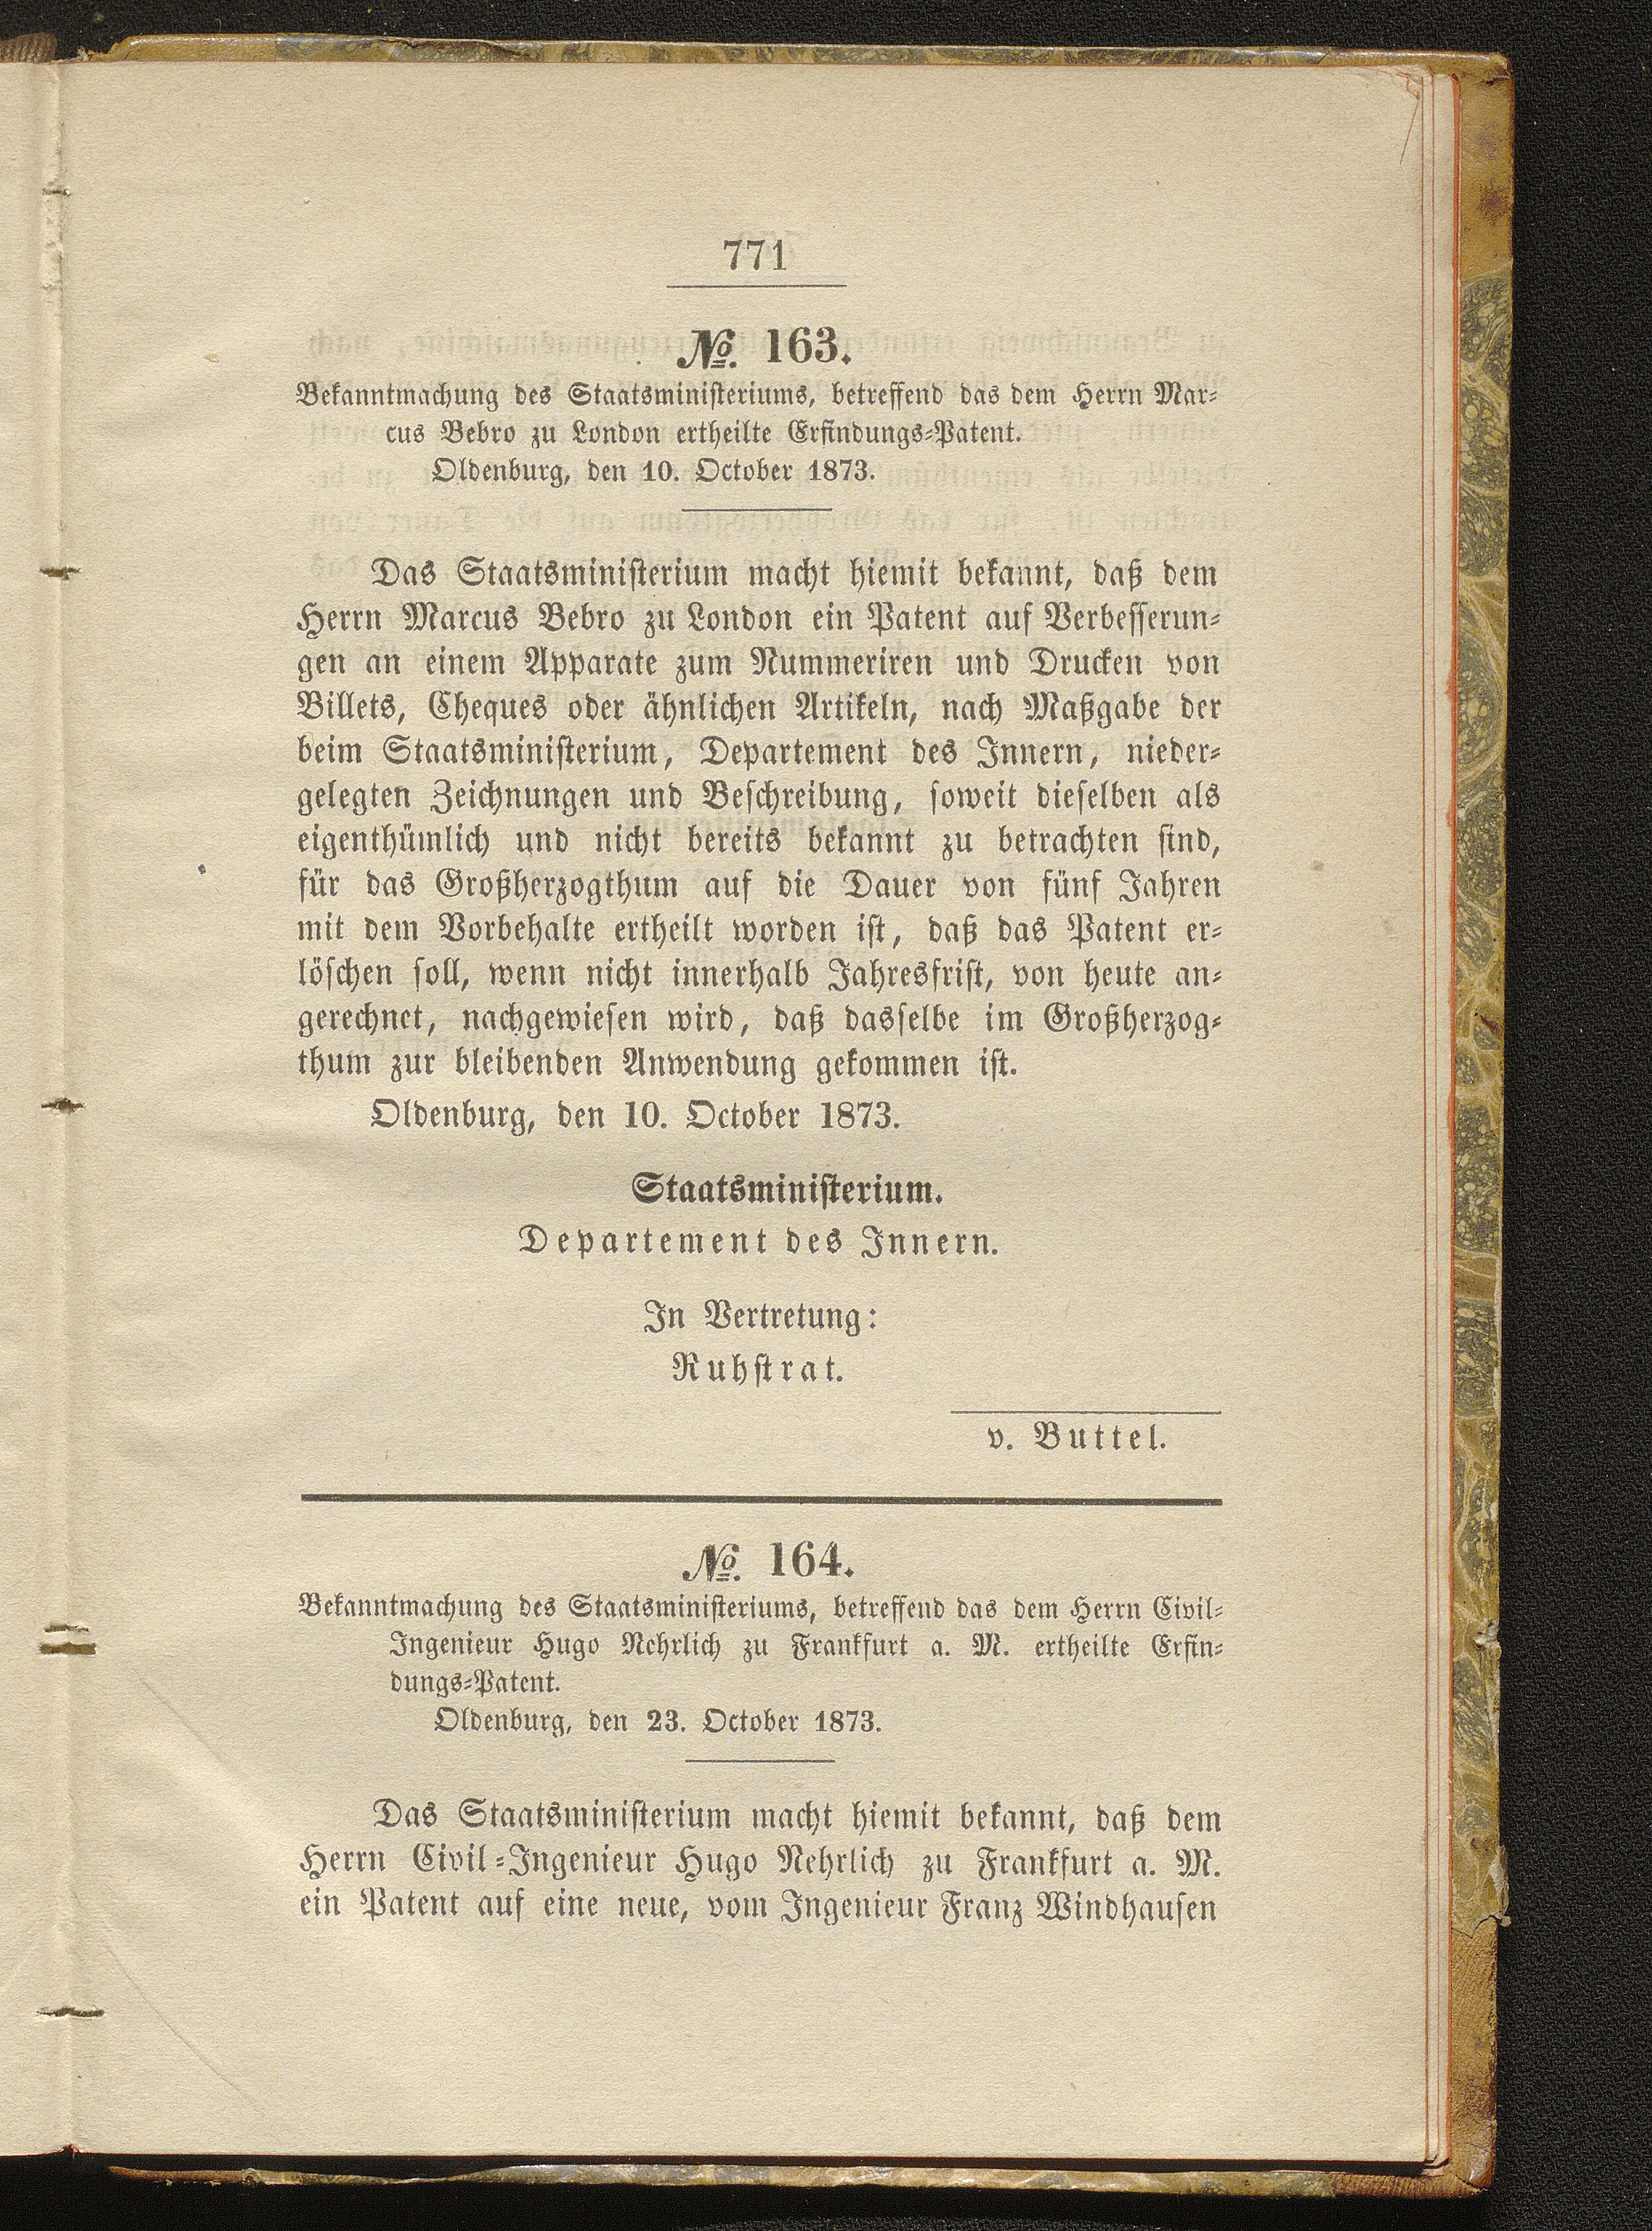 771
№. 163.
Bekanntmachung des Staatsministeriums, betreffend das dem Herrn Mar-
cus Bebro zu London ertheilte Erfindungs-Patent.
Oldenburg, den 10. October 1873.
Das Staatsministerium macht hiemit bekannt, daß dem
Herrn Marcus Bebro zu London ein Patent auf Verbesserun-
gen an einem Apparate zum Nummeriren und Drucken von
Billets, Cheques oder ähnlichen Artikeln, nach Maßgabe der
beim Staatsministerium, Departement des Innern, nieder-
gelegten Zeichnungen und Beschreibung, soweit dieselben als
eigenthümlich und nicht bereits bekannt zu betrachten sind,
für das Großherzogthum auf die Dauer von fünf Jahren
mit dem Vorbehalte ertheilt worden ist, daß das Patent er-
löschen soll, wenn nicht innerhalb Jahresfrist, von heute an-
gerechnet, nachgewiesen wird, daß dasselbe im Großherzog-
thum zur bleibenden Anwendung gekommen ist.
Oldenburg, den 10. October 1873.
Staatsministerium.
Departement des Innern.
In Vertretung:
Ruhstrat.
v. Buttel.
№. 164.
Bekanntmachung des Staatsministeriums, betreffend das dem Herrn Civil-
Ingenieur Hugo Nehrlich zu Frankfurt a. M. ertheilte Erfin-
dungs-Patent.
Oldenburg, den 23. October 1873.
Das Staatsministerium macht hiemit bekannt, daß dem
Herrn Civil-Ingenieur Hugo Nehrlich zu Frankfurt a. M.
ein Patent auf eine neue, vom Ingenieur Franz Windhausen